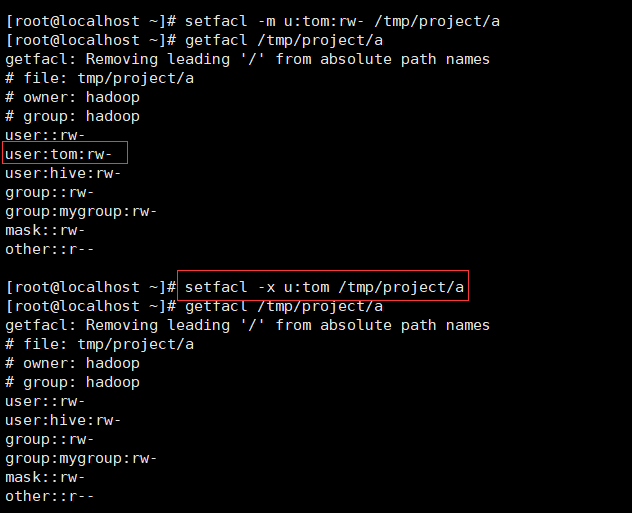 [root@localhost ~]# setfacl -m u:tom:rw- /tmp/project/a
[root@localhost ~]# getfacl /tmp/project/a
getfacl: Removing leading '/' from absolute path names
# file: tmp/project/a
# owner: hadoop
# group: hadoop
user::rw-
user:tom:rw-
user:hive:rw-
group::rw-
group:mygroup:rw-
mask::rw-
other::r--
[root@localhost ~]# setfacl -x u:tom /tmp/project/a
[root@localhost ~]# getfacl /tmp/project/a
getfacl: Removing leading '/' from absolute path names
# file: tmp/project/a
# owner: hadoop
# group: hadoop
user::rw-
user:hive:rw-
group::rw-
group:mygroup:rw-
mask::rw-
other::r--